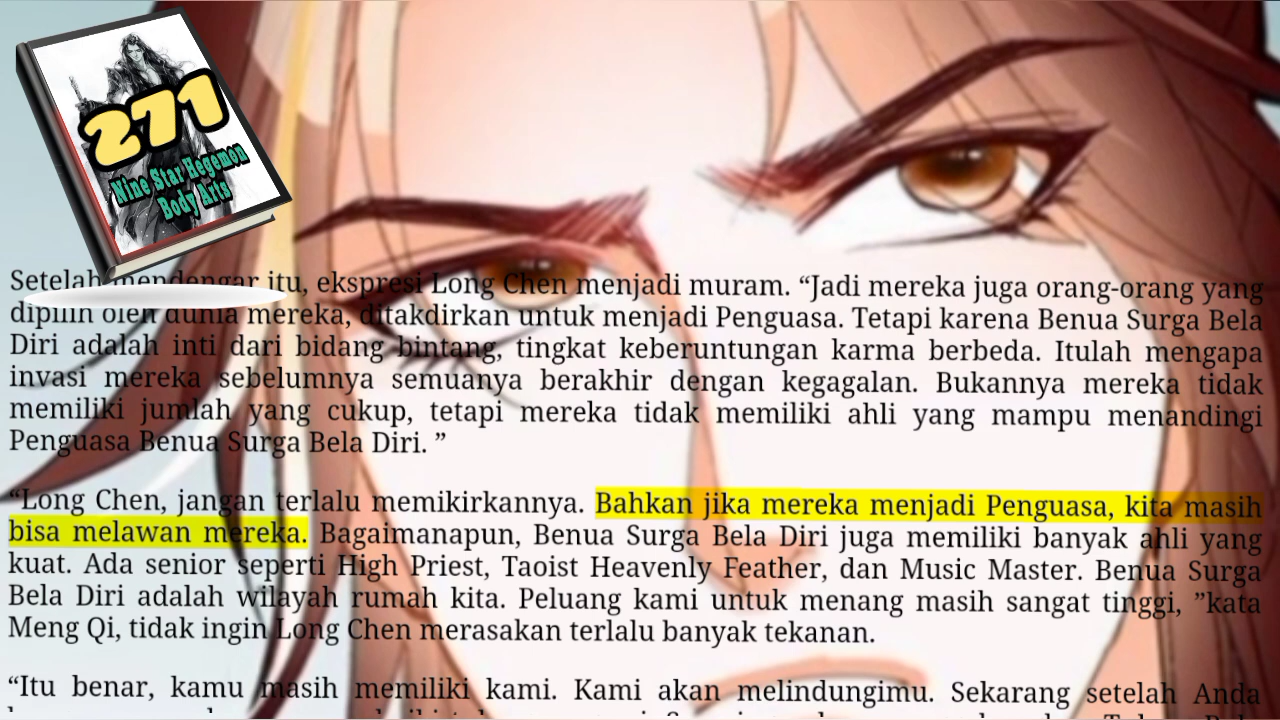 271
Nine Star Hegemon
Body Arts
Setelah mendengar itu, ekspresi Long Chen menjadi muram. “Jadi mereka juga orang-orang yang
dipilih oleh dunia mereka, ditakdirkan untuk menjadi Penguasa. Tetapi karena Benua Surga Bela
Diri adalah inti dari bidang bintang, tingkat keberuntungan karma berbeda. Itulah mengapa
invasi mereka sebelumnya semuanya berakhir dengan kegagalan. Bukannya mereka tidak
memiliki jumlah yang cukup, tetapi mereka tidak memiliki ahli yang mampu menandingi
Penguasa Benua Surga Bela Diri. ”
“Long Chen, jangan terlalu memikirkannya. Bahkan jika mereka menjadi Penguasa, kita masih
bisa melawan mereka. Bagaimanapun, Benua Surga Bela Diri juga memiliki banyak ahli yang
kuat. Ada senior seperti High Priest, Taoist Heavenly Feather, dan Music Master. Benua Surga
Bela Diri adalah wilayah rumah kita. Peluang kami untuk menang masih sangat tinggi, ”kata
Meng Qi, tidak ingin Long Chen merasakan terlalu banyak tekanan.
“Itu benar, kamu masih memiliki kami. Kami akan melindungimu. Sekarang setelah Anda